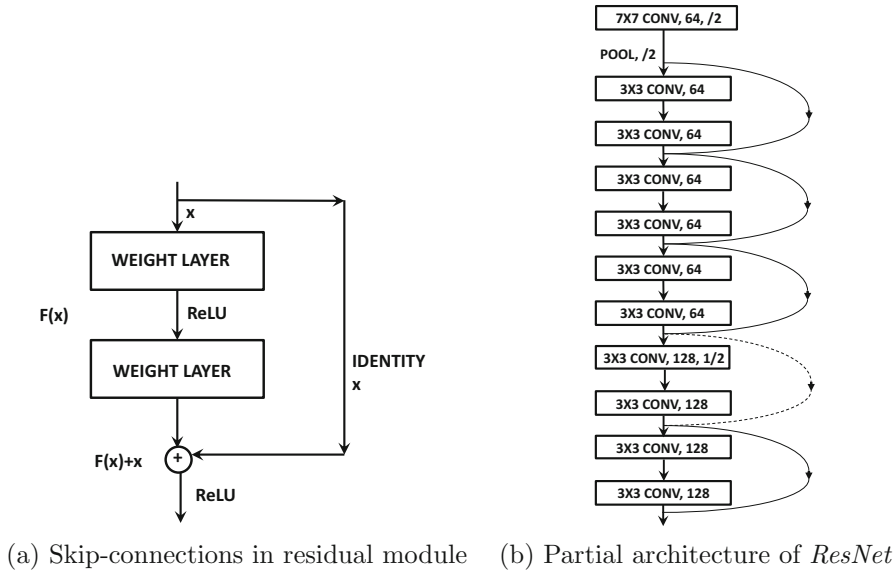 x
WEIGHT LAYER
F(x)
ReLU
WEIGHT LAYER
IDENTITY
x
F(x)+x
+
ReLU
(a) Skip-connections in residual module
7X7 CONV, 64, /2
POOL, /2
3X3 CONV, 64
3X3 CONV, 64
3X3 CONV, 64
3X3 CONV, 64
3X3 CONV, 64
3X3 CONV, 64
3X3 CONV, 128, 1/2
3X3 CONV, 128
3X3 CONV, 128
3X3 CONV, 128
(b) Partial architecture of ResNet